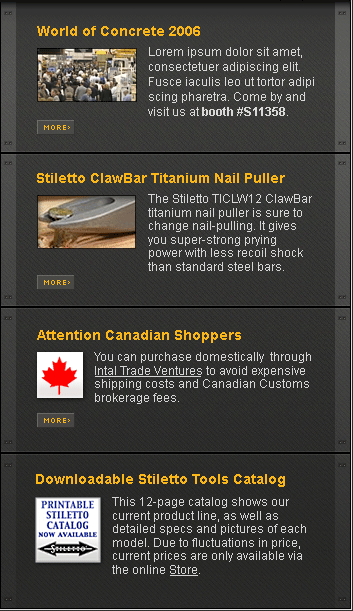 World of Concrete 2006
Lorem ipsum dolor sit amet,
consectetuer adipiscing elit.
Fusce iaculis leo ut tortor adipi
scing pharetra. Come by and
visit us at booth #S11358.
MORE›
Stiletto ClawBar Titanium Nail Puller
The Stiletto TICLW12 ClawBar
titanium nail puller is sure to
change nail-pulling. It gives
you super-strong prying
power with less recoil shock
than standard steel bars.
MORE›
Attention Canadian Shoppers
You can purchase domestically through
Intal Trade Ventures to avoid expensive
shipping costs and Canadian Customs
brokerage fees.
MORE›
Downloadable Stiletto Tools Catalog
PRINTABLE
STILETTO
CATALOG
NOW AVAILABLE
STILETTO
This 12-page catalog shows our
current product line, as well as
detailed specs and pictures of each
model. Due to fluctuations in price,
current prices are only available via
the online Store.